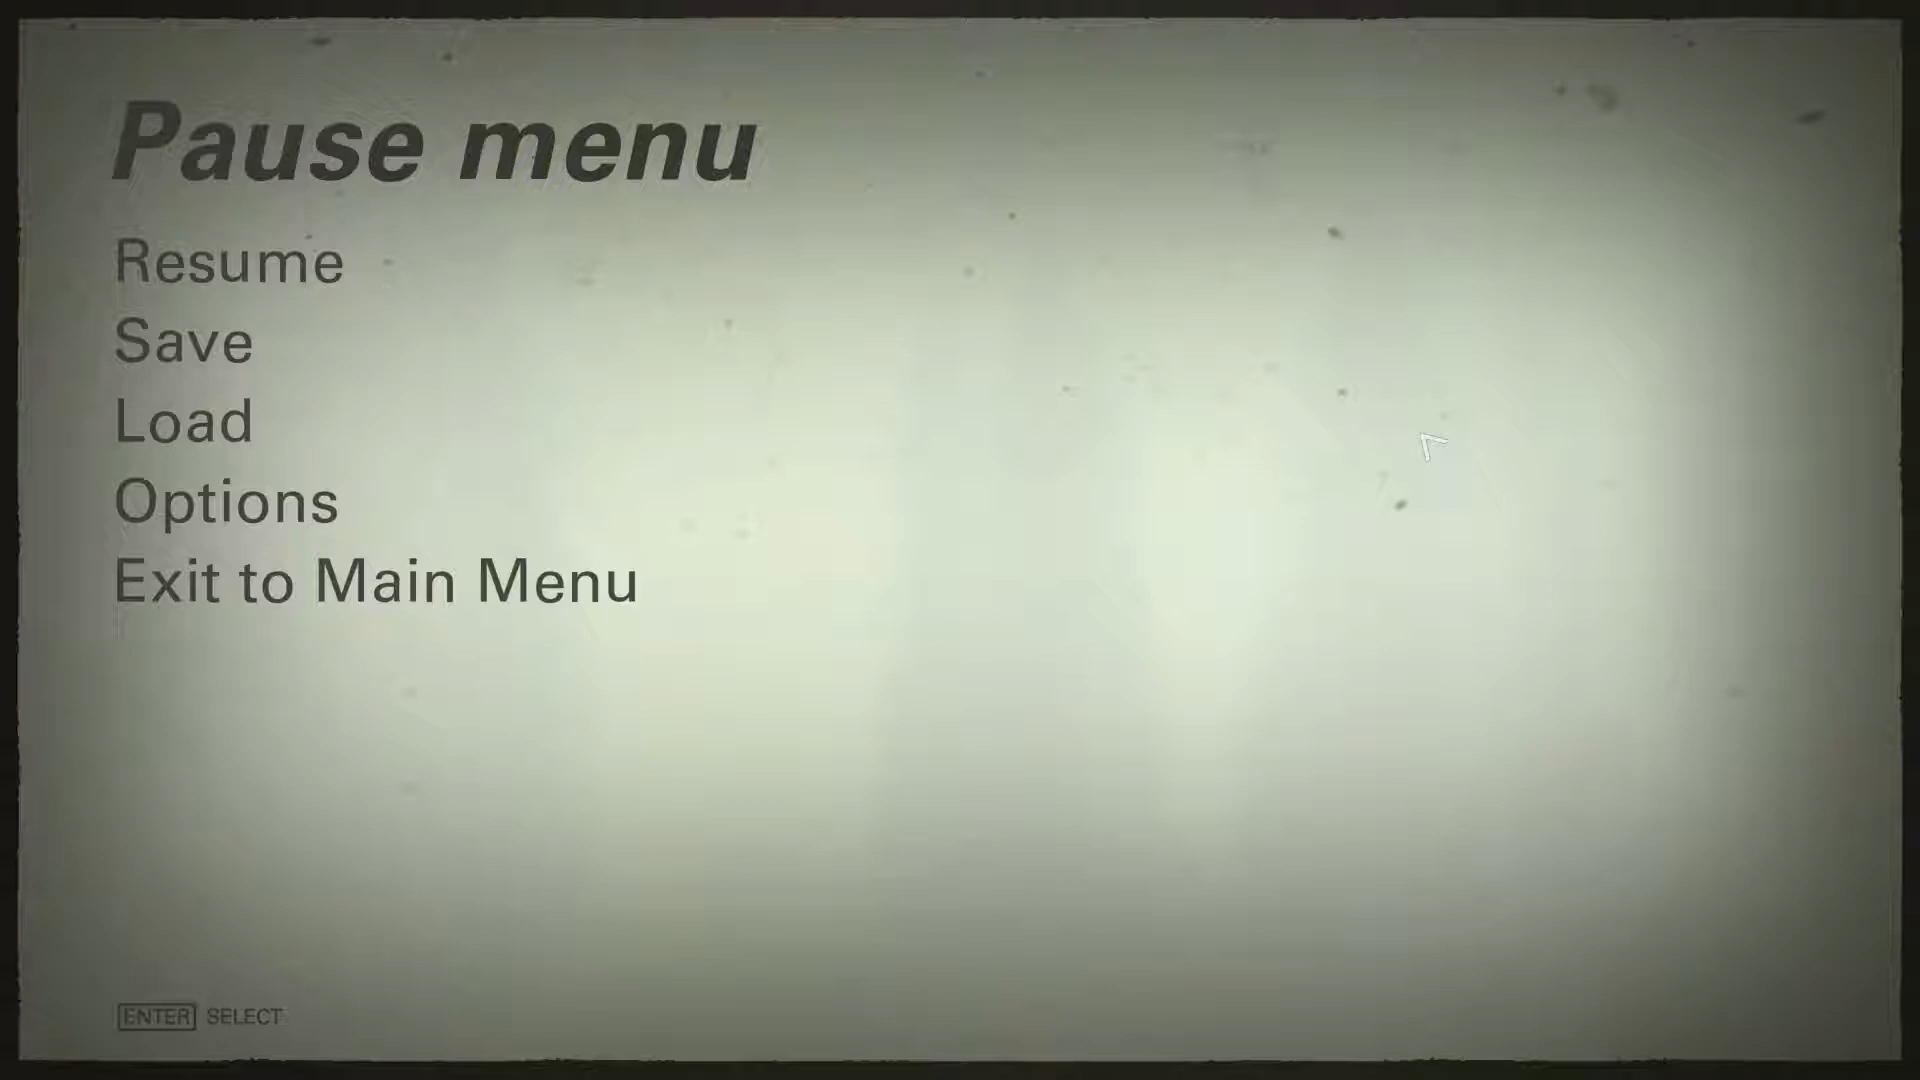 Pause menu
Resume
Save
Load
Options
Exit to Main Menu
ENTER SELECT